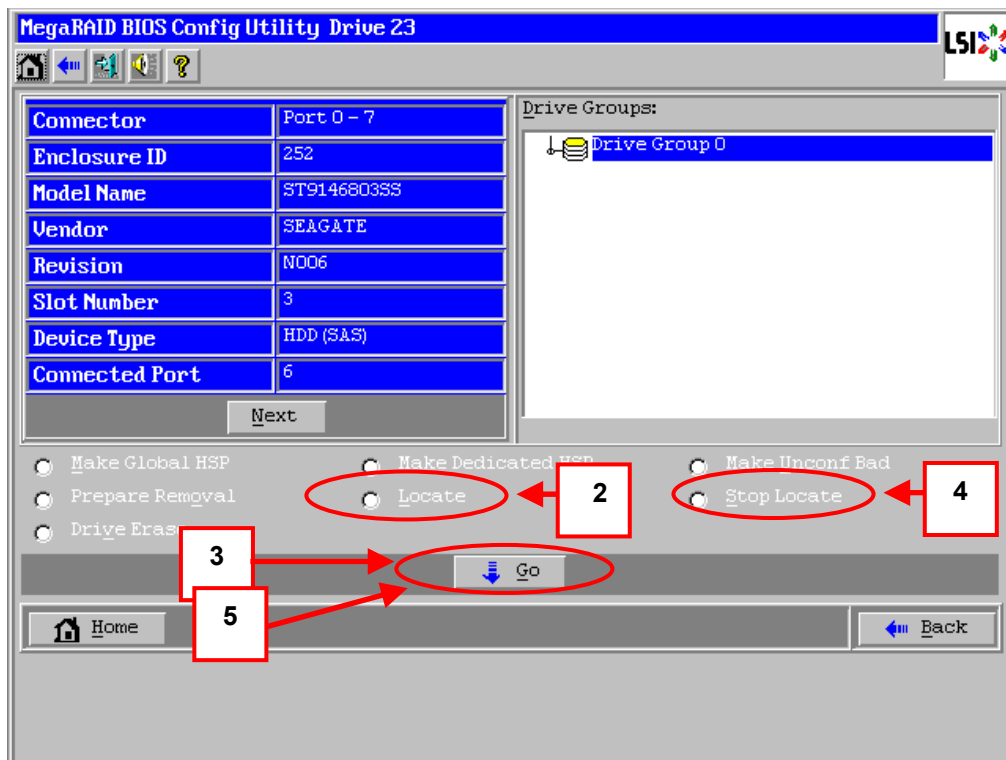 MegaRAID BIOS Config Utility Drive 23
LSI
Connector Port 0 - 7
Enclosure ID 252
Model Name ST9146803SS
Vendor SEAGATE
Revision N006
Slot Number 3
Device Type HDD (SAS)
Connected Port 6
Next
Drive Groups:
Drive Group 0
Make Global HSP Make Dedicated HSP Make Unconf Bad
Prepare Removal Locate 2 Stop Locate 4
Drive Eras
3
Go
5
Home Back